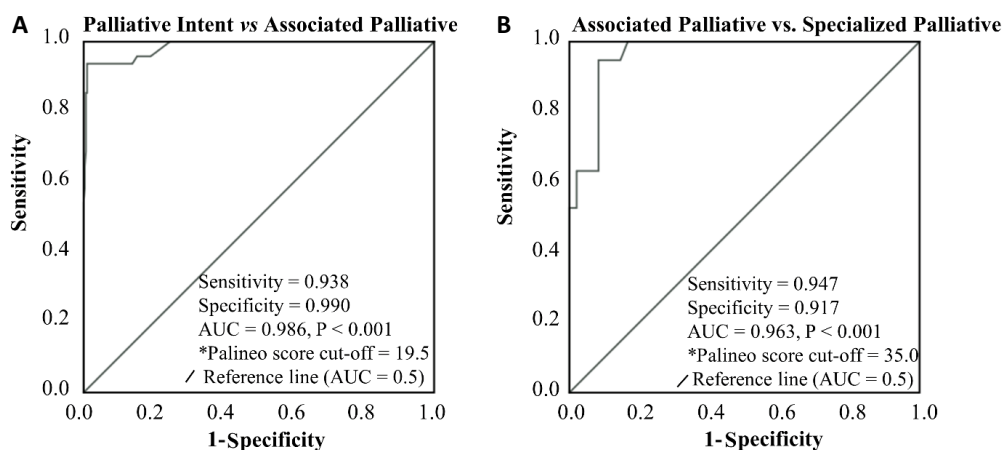 A
Palliative Intent vs Associated Palliative
1.0
0.8
0.6
0.4
0.2
0.0
Sensitivity
Sensitivity = 0.938
Specificity = 0.990
AUC = 0.986, P < 0.001
*Palineo score cut-off = 19.5
Reference line (AUC = 0.5)
0.0 0.2 0.4 0.6 0.8 1.0
1-Specificity
B
Associated Palliative vs. Specialized Palliative
1.0
0.8
0.6
0.4
0.2
0.0
Sensitivity
Sensitivity = 0.947
Specificity = 0.917
AUC = 0.963, P < 0.001
*Palineo score cut-off = 35.0
Reference line (AUC = 0.5)
0.0 0.2 0.4 0.6 0.8 1.0
1-Specificity